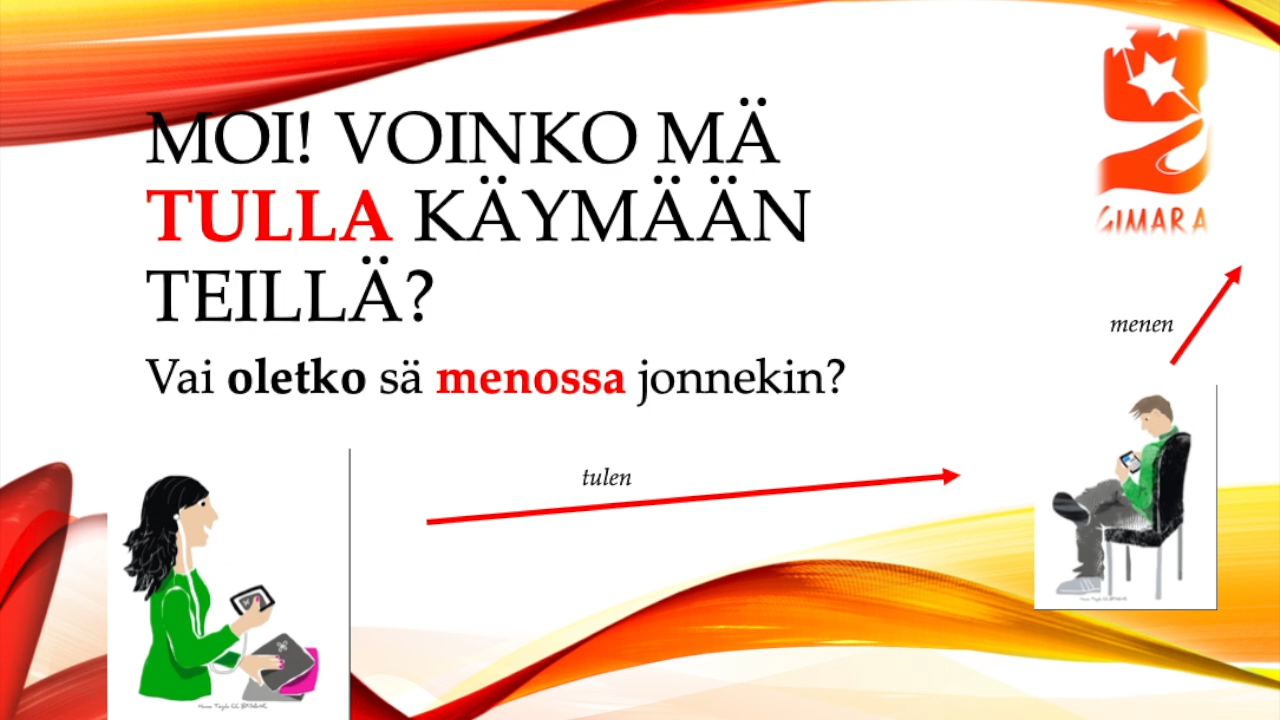 MOI! VOINKO MÄ
TULLA KÄYMÄÄN
TEILLÄ?
Vai oletko sä menossa jonnekin?
GIMARA
menen
tulen